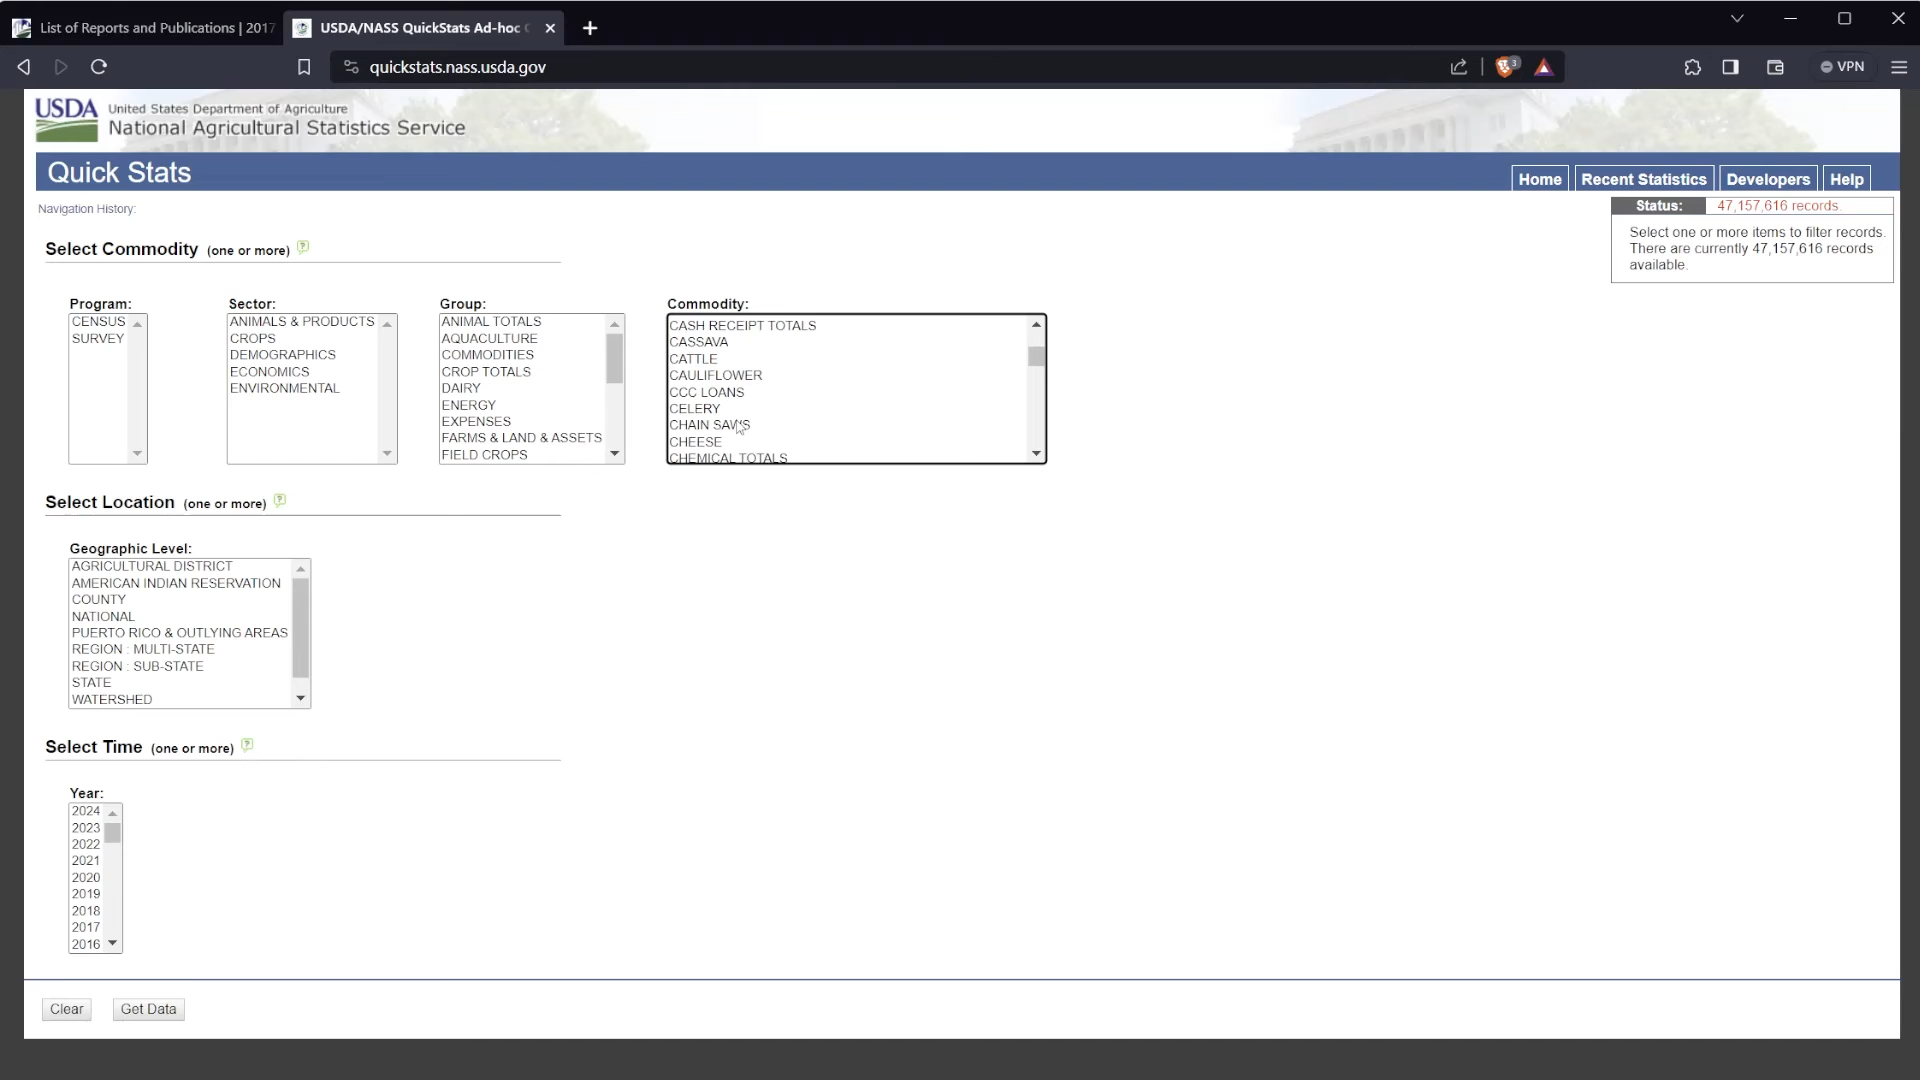 List of Reports and Publications | 2017
USDA/NASS QuickStats Ad-hoc
quickstats.nass.usda.gov
3
VPN
USDA
United States Department of Agriculture
National Agricultural Statistics Service
Quick Stats
Home
Recent Statistics
Developers
Help
Navigation History:
Status:
47,157,616 records.
Select one or more items to filter records.
There are currently 47,157,616 records
available.
Select Commodity (one or more) ?
Program:
CENSUS
SURVEY
Sector:
ANIMALS & PRODUCTS
CROPS
DEMOGRAPHICS
ECONOMICS
ENVIRONMENTAL
Group:
ANIMAL TOTALS
AQUACULTURE
COMMODITIES
CROP TOTALS
DAIRY
ENERGY
EXPENSES
FARMS & LAND & ASSETS
FIELD CROPS
Commodity:
CASH RECEIPT TOTALS
CASSAVA
CATTLE
CAULIFLOWER
CCC LOANS
CELERY
CHAIN SAWS
CHEESE
CHEMICAL TOTALS
Select Location (one or more) ?
Geographic Level:
AGRICULTURAL DISTRICT
AMERICAN INDIAN RESERVATION
COUNTY
NATIONAL
PUERTO RICO & OUTLYING AREAS
REGION : MULTI-STATE
REGION : SUB-STATE
STATE
WATERSHED
Select Time (one or more) ?
Year:
2024
2023
2022
2021
2020
2019
2018
2017
2016
Clear
Get Data